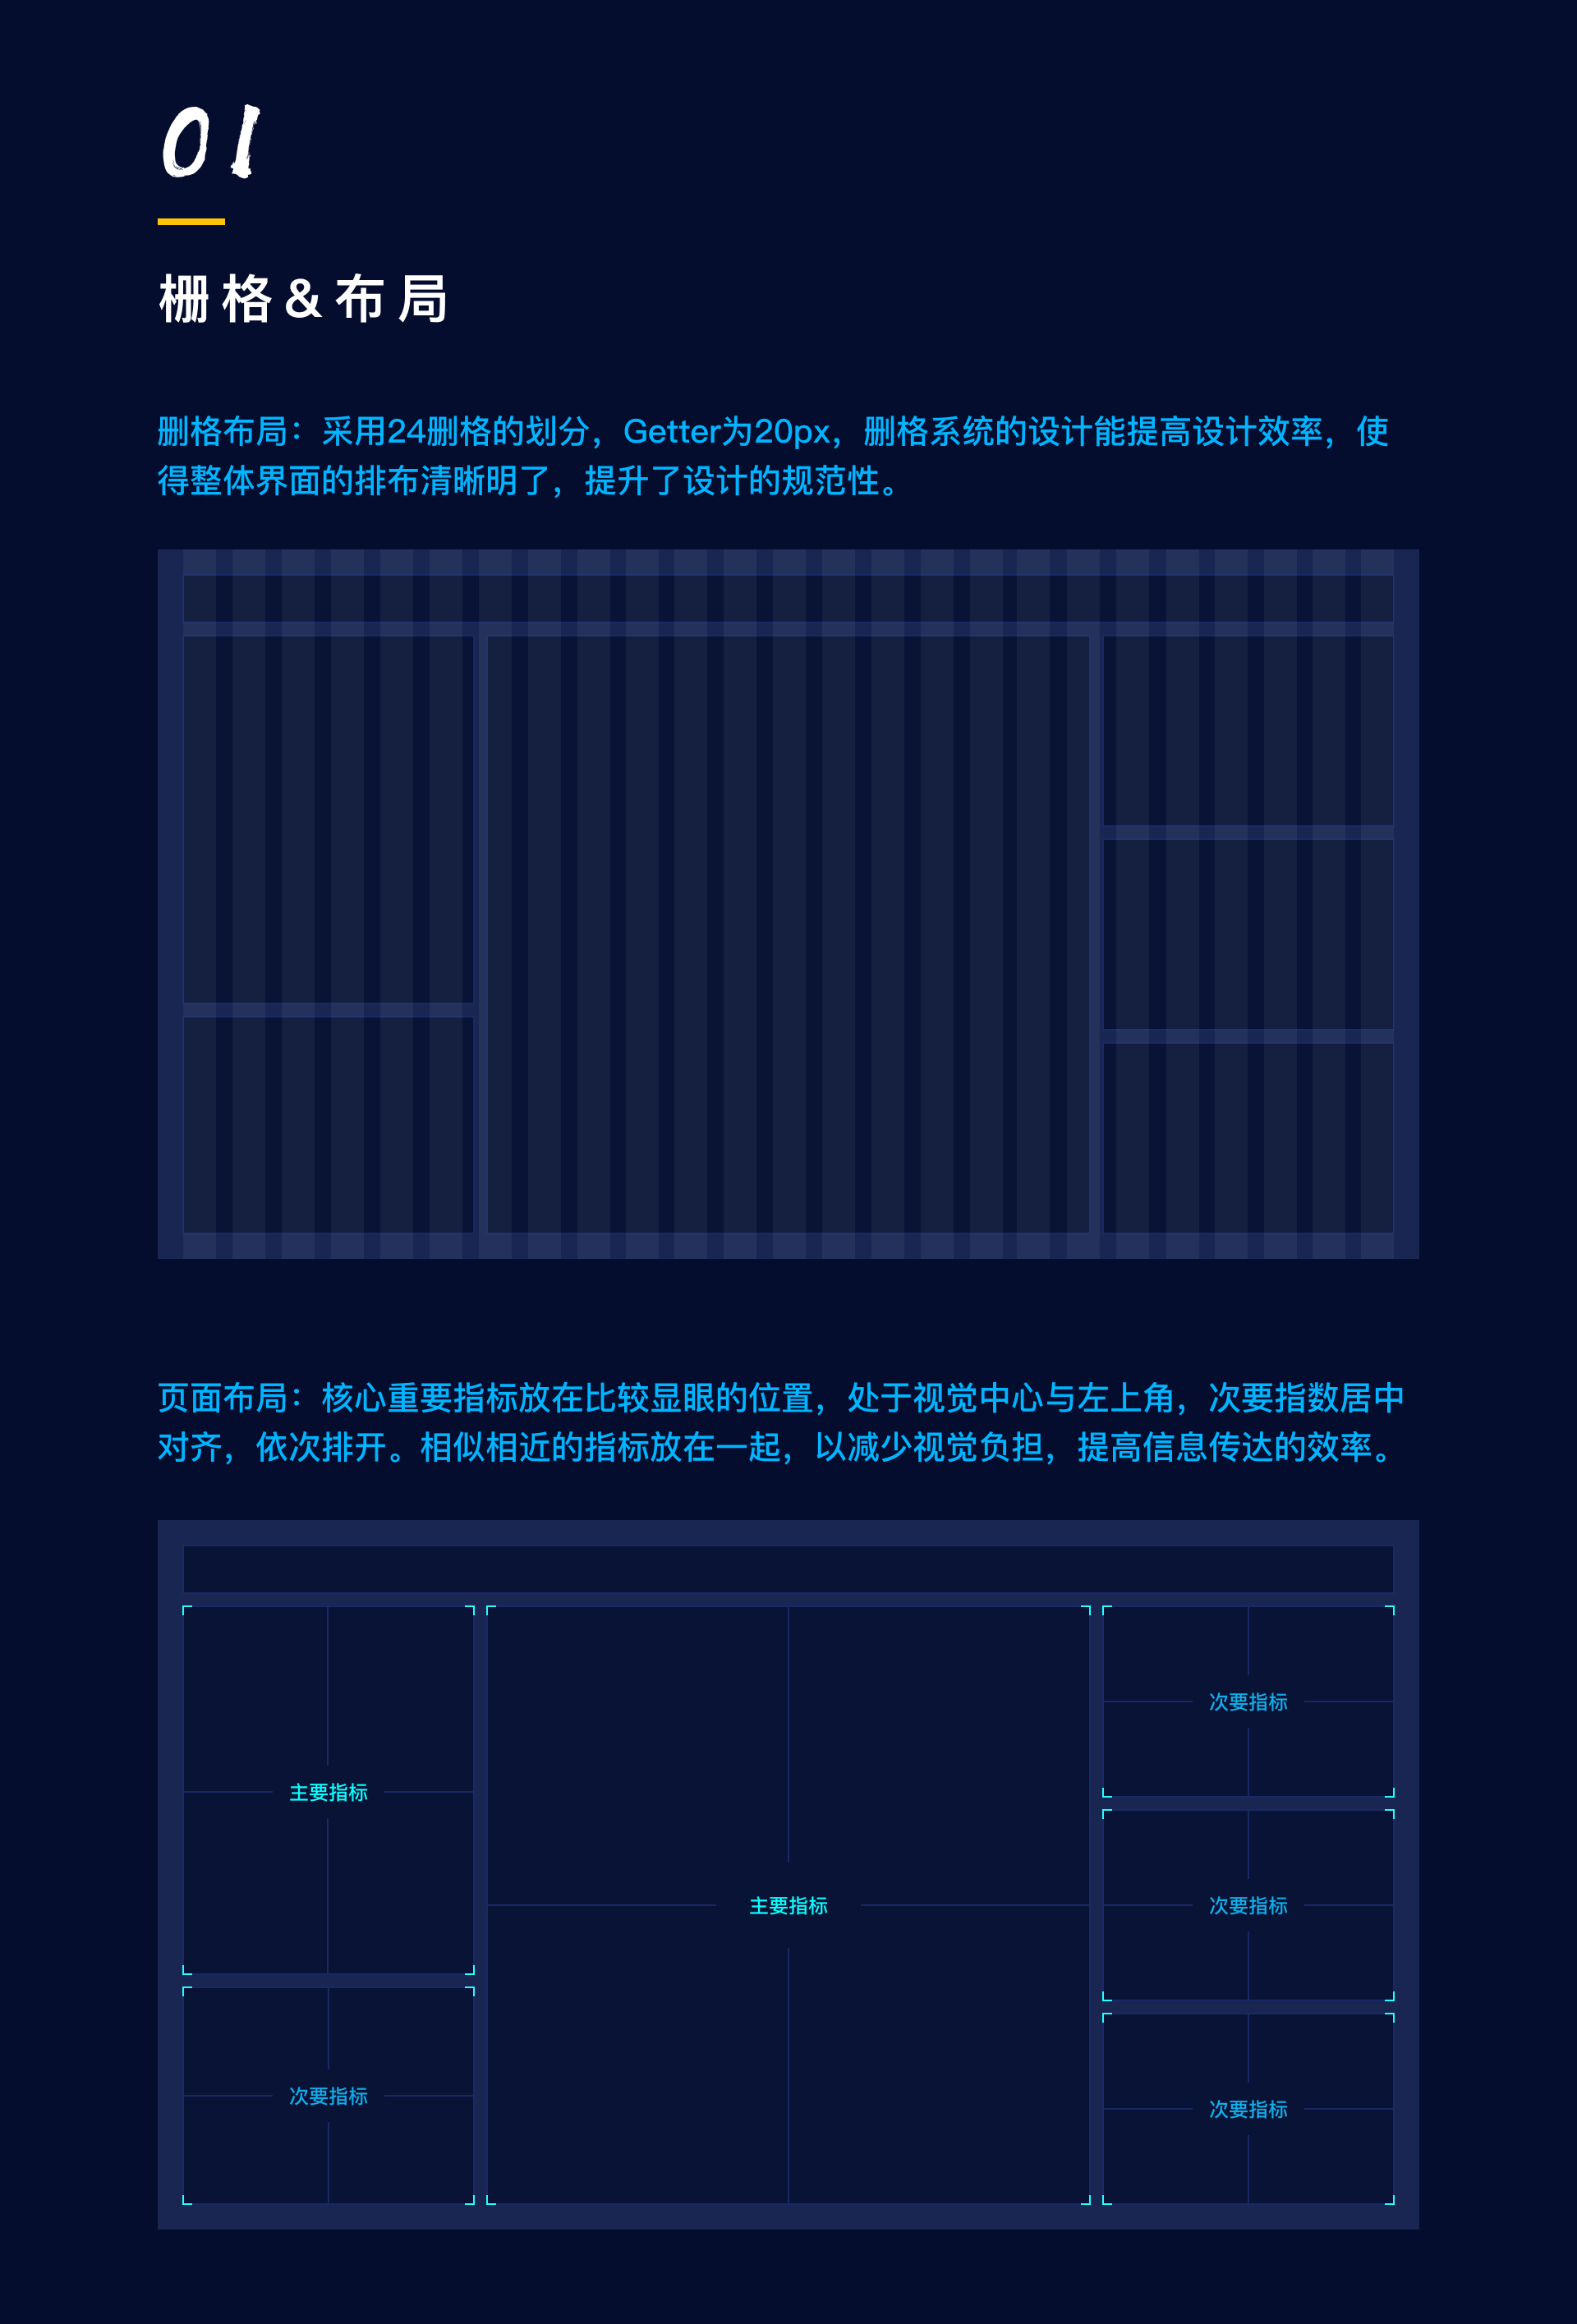 01
栅格&布局
删格布局：采用24删格的划分，Getter为20px，删格系统的设计能提高设计效率，使
得整体界面的排布清晰明了，提升了设计的规范性。
页面布局：核心重要指标放在比较显眼的位置，处于视觉中心与左上角，次要指数居中
对齐，依次排开。相似相近的指标放在一起，以减少视觉负担，提高信息传达的效率。
次要指标
主要指标
主要指标
次要指标
次要指标
次要指标